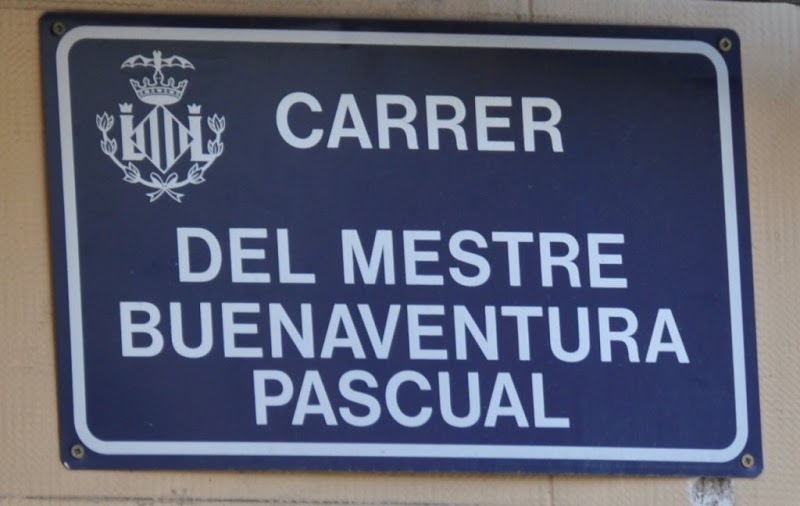 CARRER
DEL MESTRE
BUENAVENTURA
PASCUAL